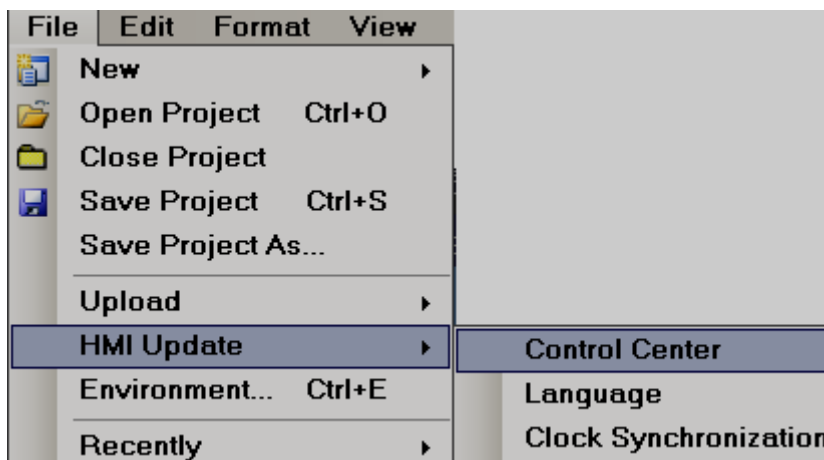 File Edit Format View
New
Open Project Ctrl+O
Close Project
Save Project Ctrl+S
Save Project As...
Upload
HMI Update
Control Center
Environment... Ctrl+E
Language
Recently
Clock Synchronization